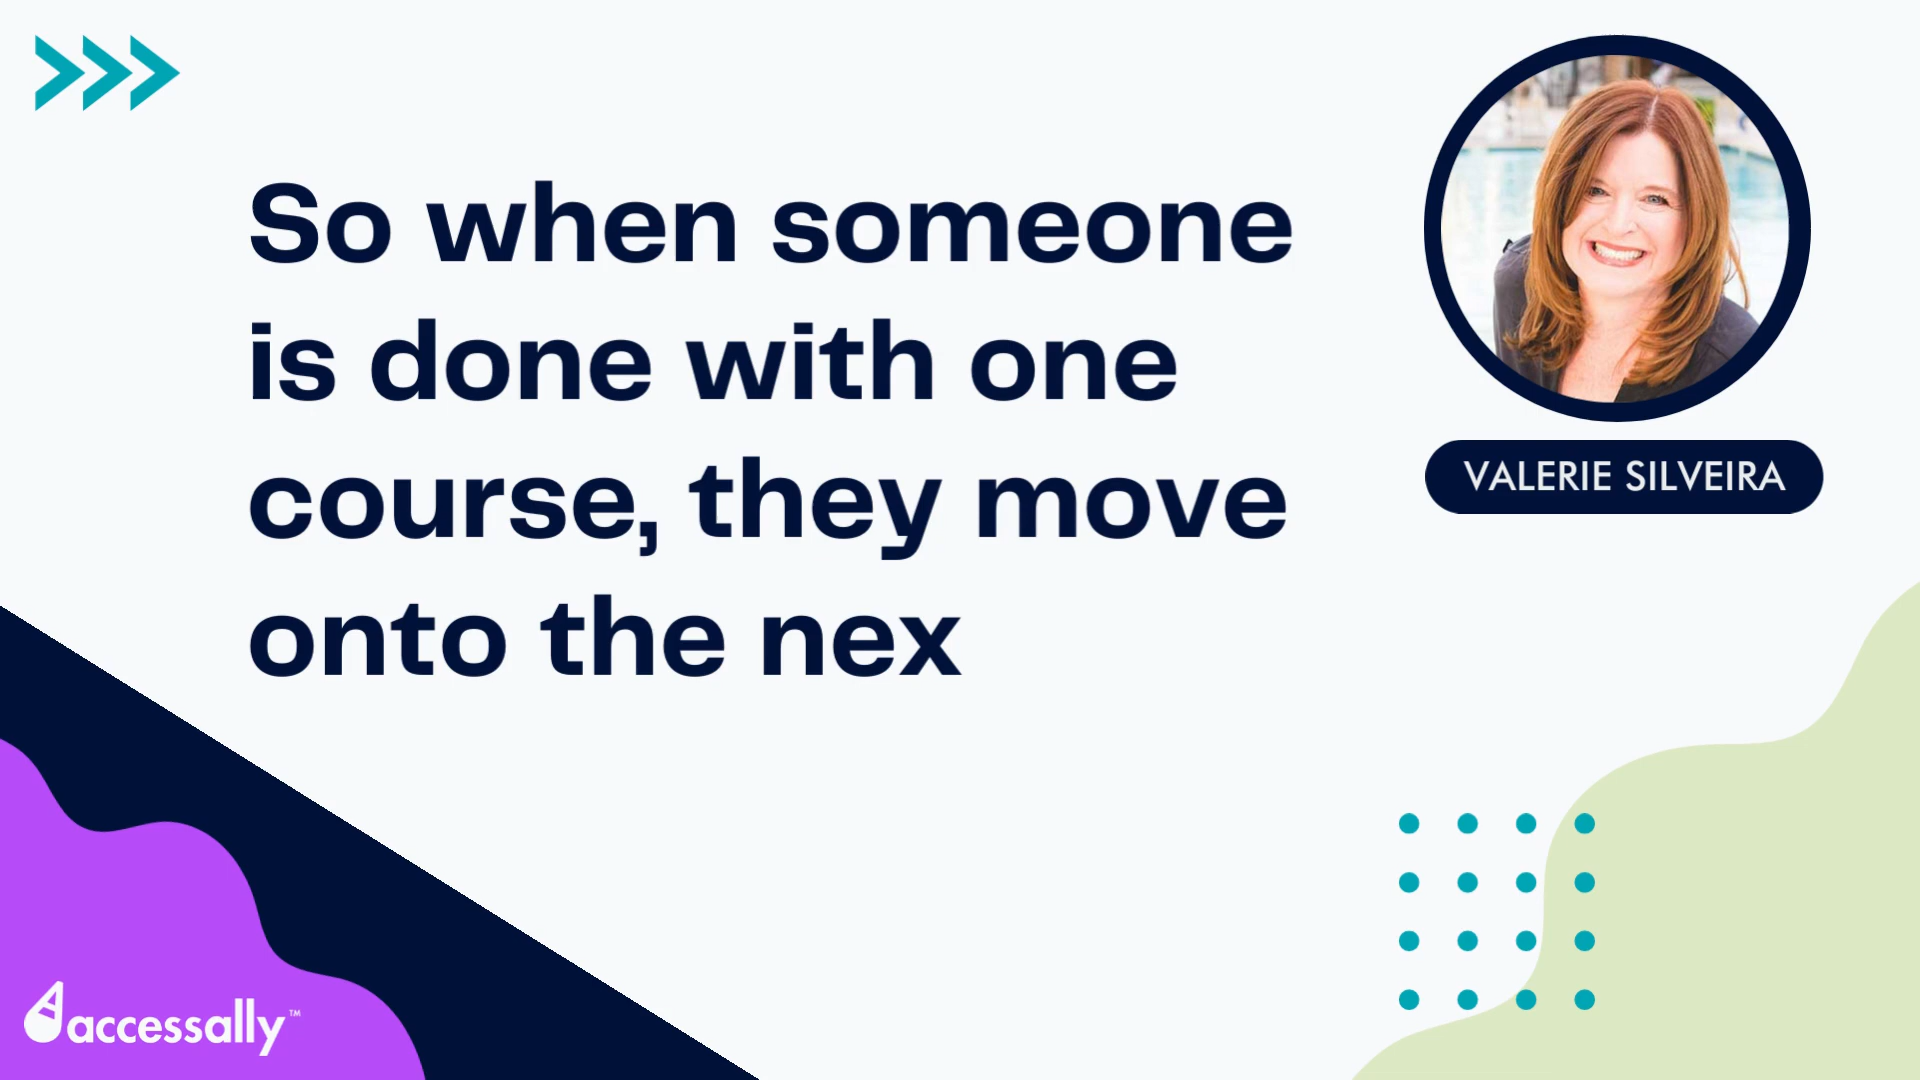 So when someone
is done with one
course, they move
onto the nex
VALERIE SILVEIRA
accessally™